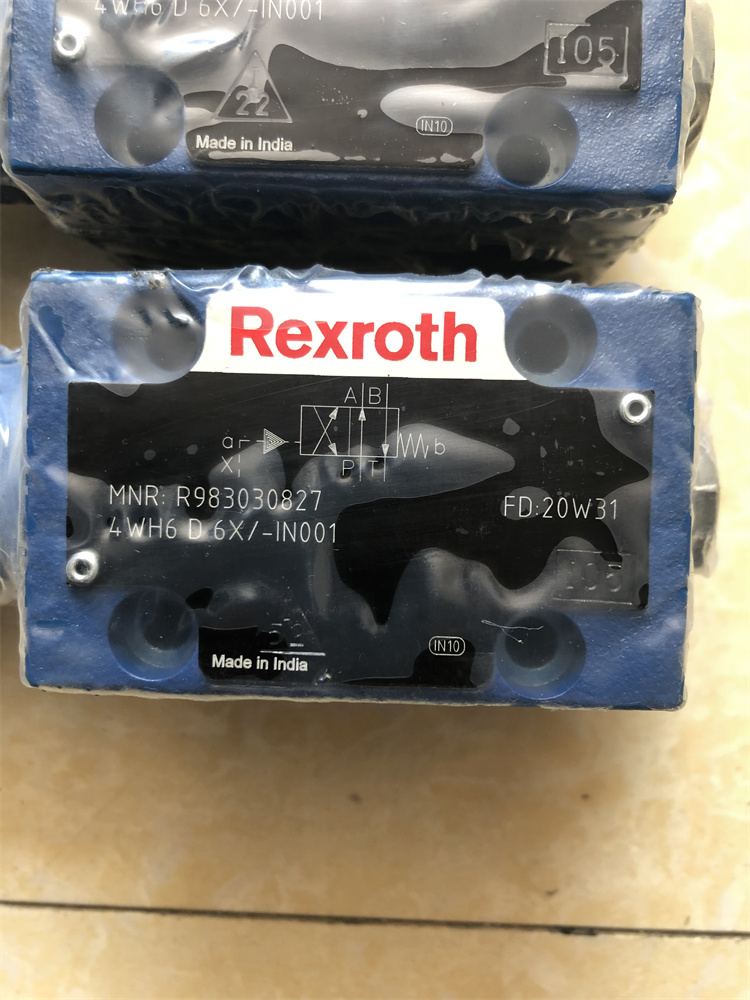 4WH6 D 6X/-IN001
22
I05
IN10
Made in India
Rexroth
A B
a
X
b
P T
MNR: R983030827
FD:20W31
4WH6 D 6X/-IN001
I05
IN10
Made in India